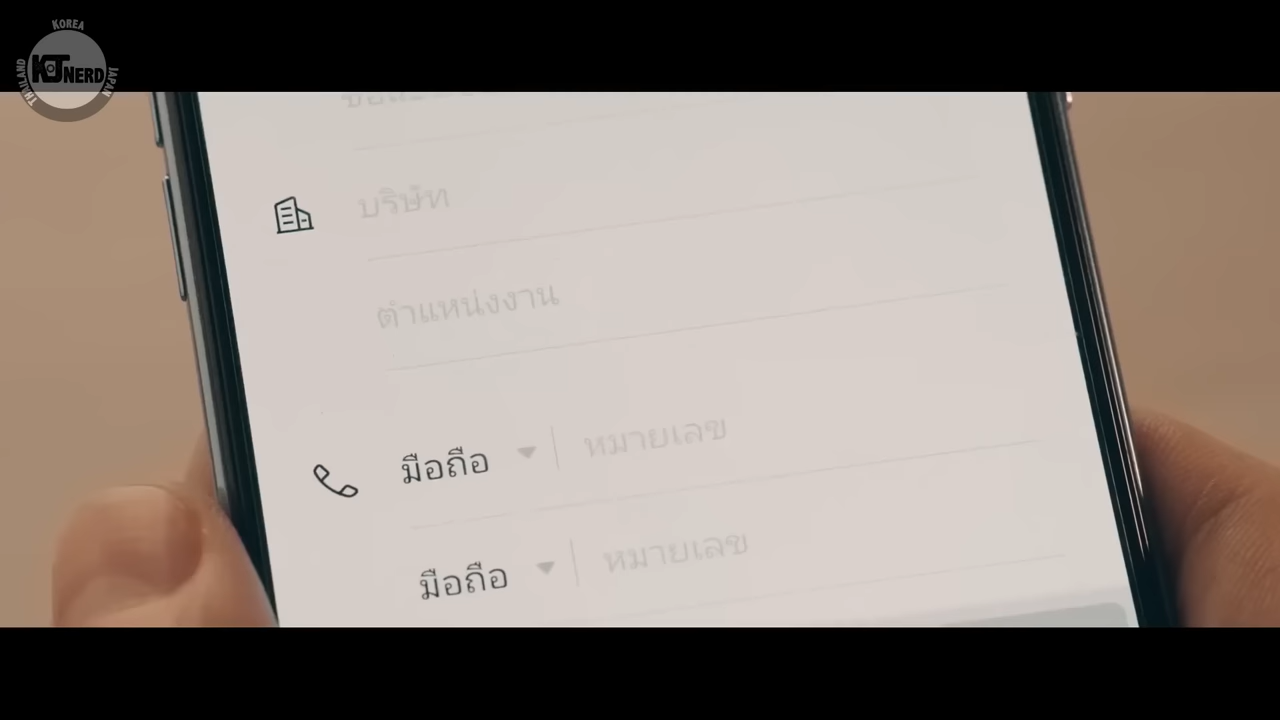 KOREA
THAILAND
KJ NERD
JAPAN
บริษัท
ตำแหน่งงาน
มือถือ
หมายเลข
มือถือ
หมายเลข